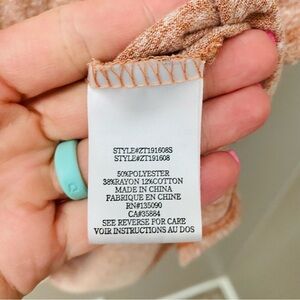 STYLE#ZT191608S
STYLE#ZT191608
50%POLYESTER
38%RAYON 12%COTTON
MADE IN CHINA
FABRIQUE EN CHINE
RN#135090
CA#35884
SEE REVERSE FOR CARE
VOIR INSTRUCTIONS AU DOS